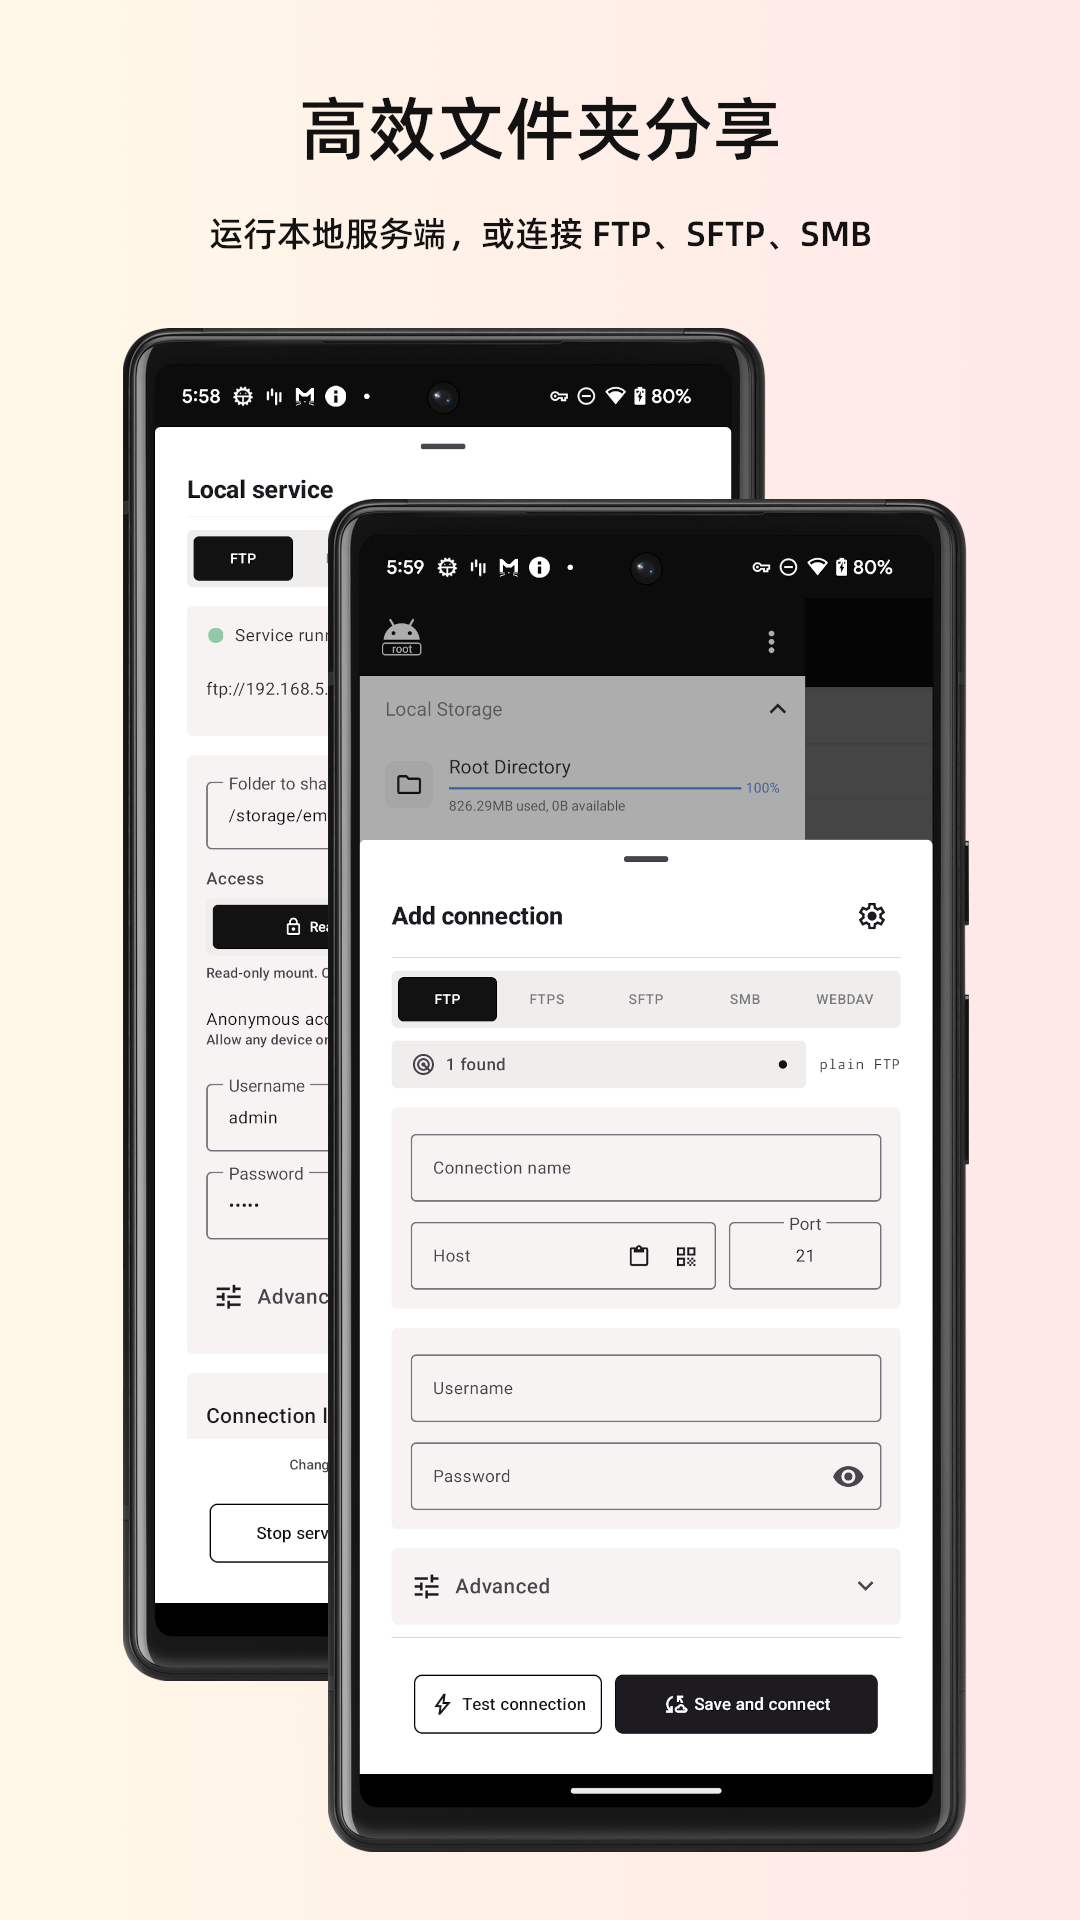 高效文件夹分享
运行本地服务端，或连接 FTP、SFTP、SMB
5:58
80%
Local service
FTP
Service runn
ftp://192.168.5.
Folder to sha
/storage/em
Access
Rea
Read-only mount. C
Anonymous acc
Allow any device or
Username
admin
Password
•••••
Advanc
Connection l
Chang
Stop serv
5:59
80%
root
Local Storage
Root Directory
100%
826.29MB used, 0B available
Add connection
FTP FTPS SFTP SMB WEBDAV
1 found
plain FTP
Connection name
Host
Port
21
Username
Password
Advanced
Test connection
Save and connect